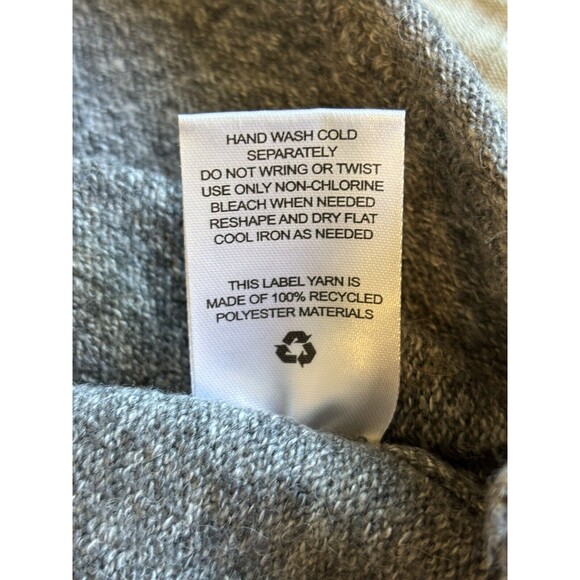 HAND WASH COLD
SEPARATELY
DO NOT WRING OR TWIST
USE ONLY NON-CHLORINE
BLEACH WHEN NEEDED
RESHAPE AND DRY FLAT
COOL IRON AS NEEDED
THIS LABEL YARN IS
MADE OF 100% RECYCLED
POLYESTER MATERIALS